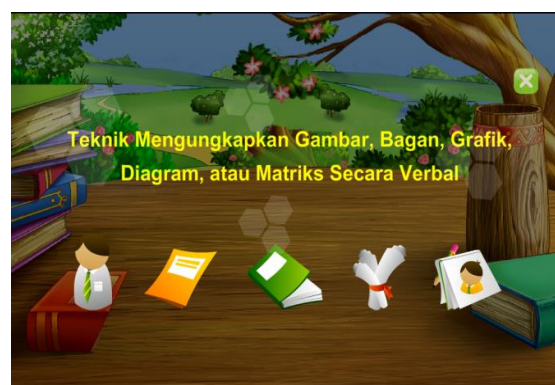 Teknik Mengungkapkan Gambar, Bagan, Grafik,
Diagram, atau Matriks Secara Verbal